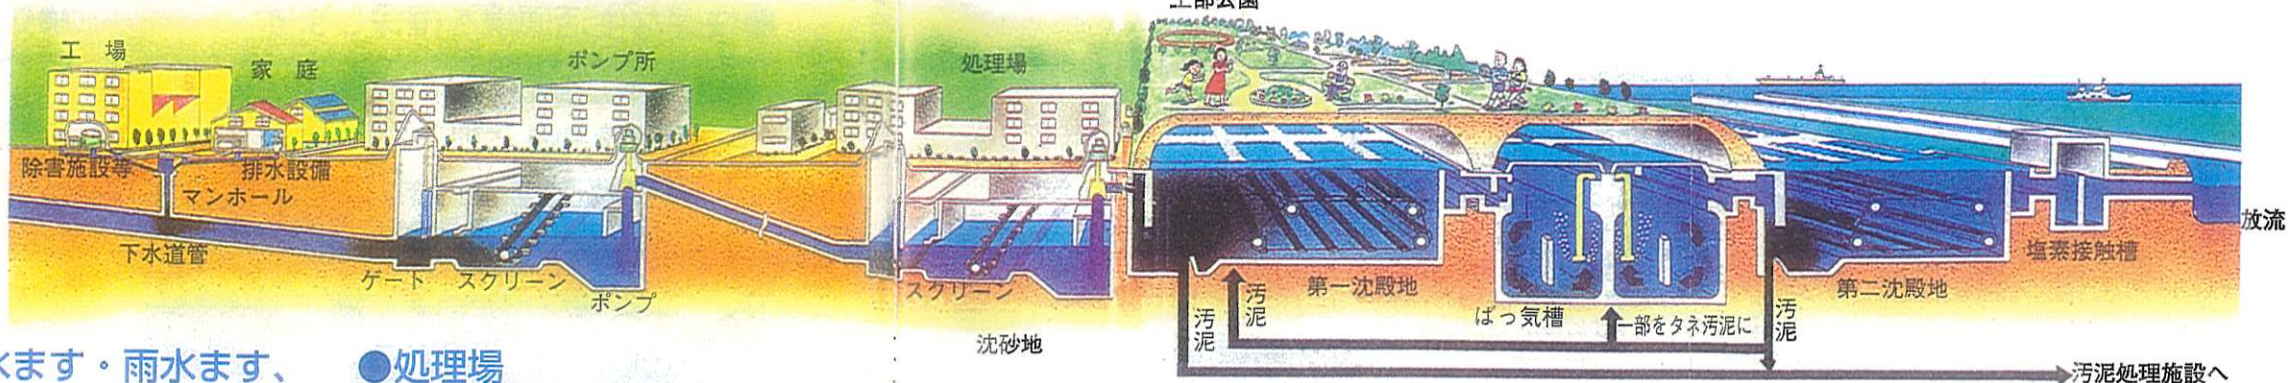 上部公園
工場
家庭
ポンプ所
処理場
除害施設等
排水設備
マンホール
下水道管
ゲート
スクリーン
ポンプ
スクリーン
沈砂地
汚泥
汚泥
第一沈殿地
ばっ気槽
一部をタネ汚泥に
汚泥
第二沈殿地
塩素接触槽
放流
汚泥処理施設へ
水ます・雨水ます、
●処理場